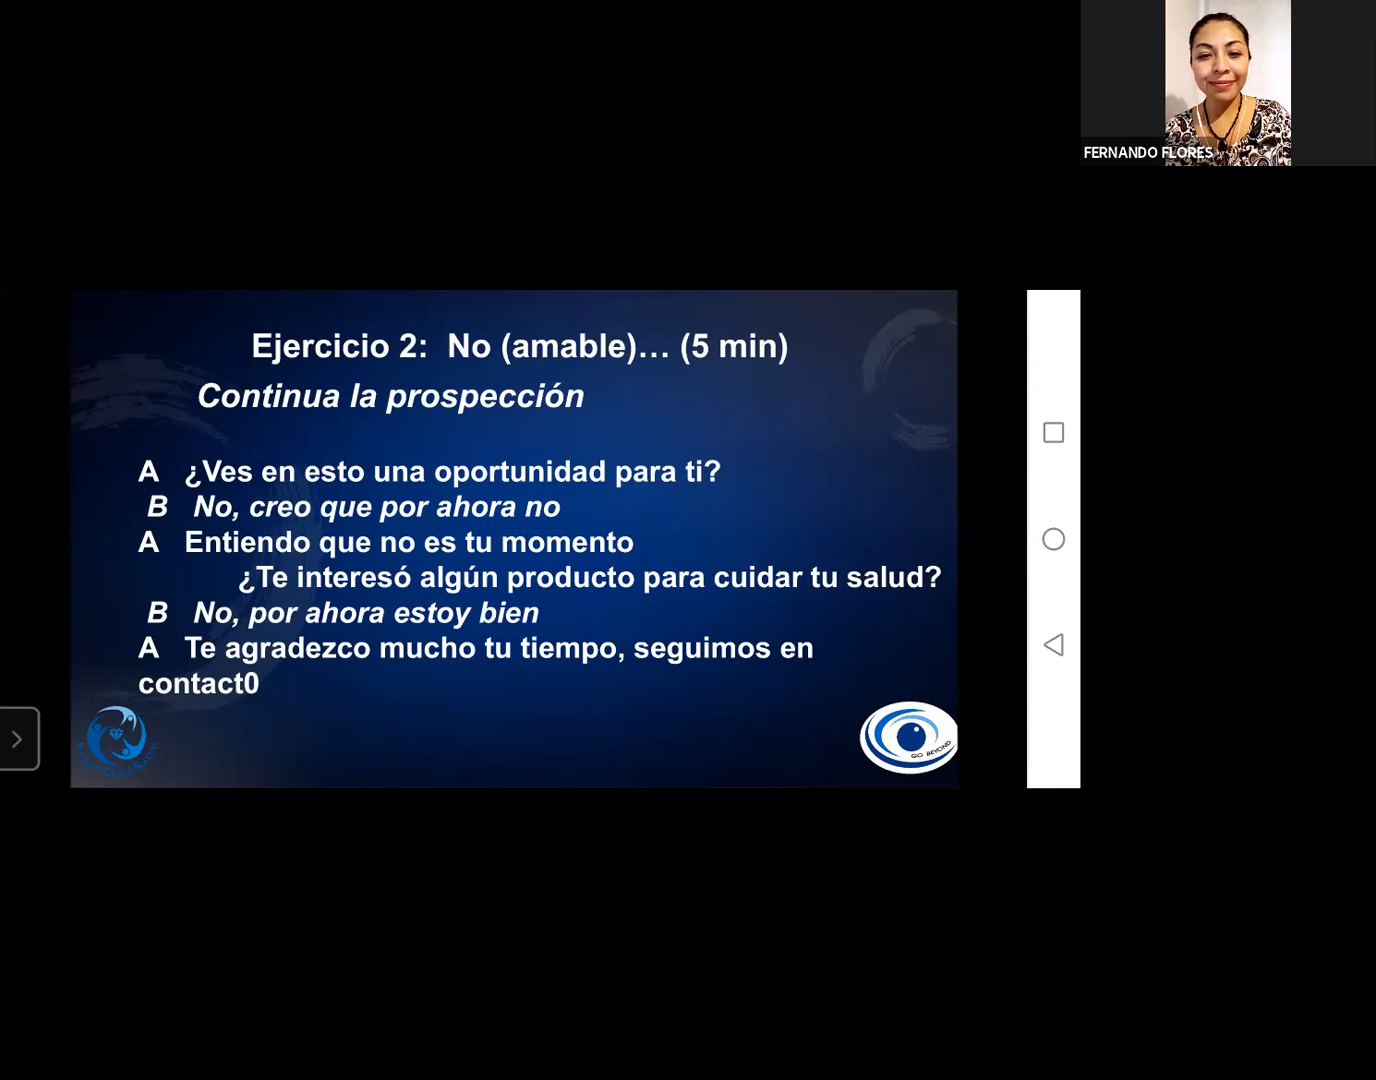 FERNANDO FLORES
Ejercicio 2: No (amable)... (5 min)
Continua la prospección
A ¿Ves en esto una oportunidad para ti?
B No, creo que por ahora no
A Entiendo que no es tu momento
¿Te interesó algún producto para cuidar tu salud?
B No, por ahora estoy bien
A Te agradezco mucho tu tiempo, seguimos en
contact0
GO BEYOND